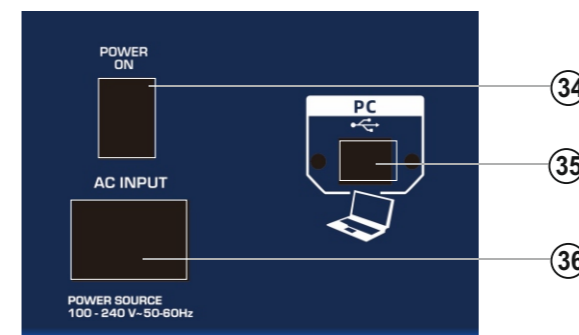 POWER
ON
34
PC
35
AC INPUT
36
POWER SOURCE
100 - 240 V~ 50-60Hz